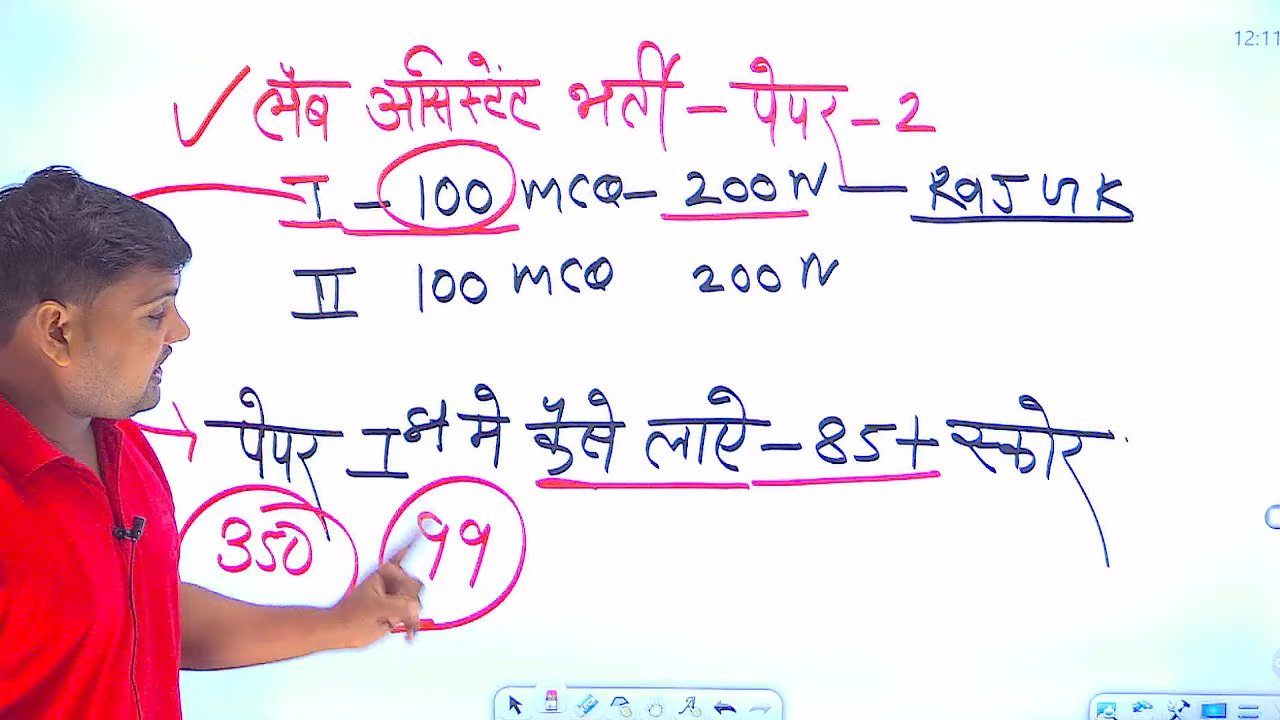 12:11
लॅब असिस्टेंट भर्ती - पेपर - 2
I - 100 MCQ - 200 N - Raj GK
II 100 MCQ 200 N
पेपर Ist मे कैसे लाऐ - 85+ स्कोर
350 99